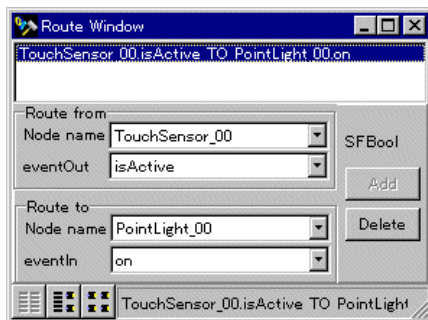 Route Window
TouchSensor_00.isActive TO PointLight_00.on
Route from
Node name TouchSensor_00
SFBool
eventOut isActive
Add
Route to
Node name PointLight_00
Delete
eventIn on
TouchSensor_00.isActive TO PointLight